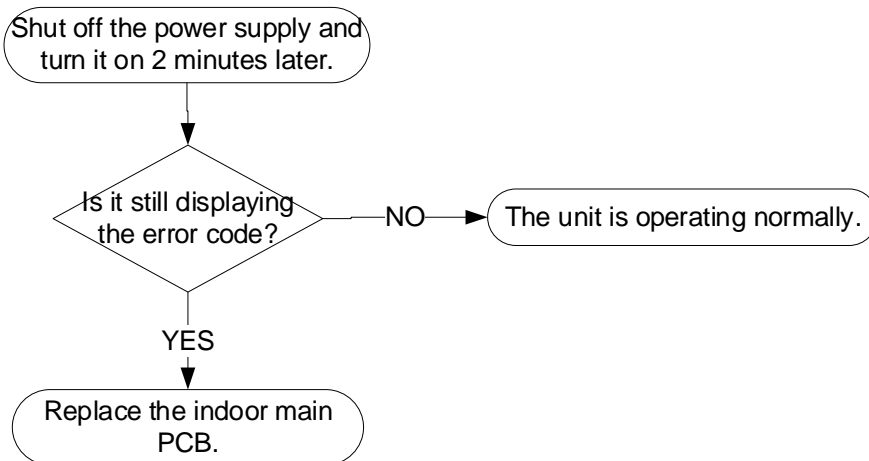 Shut off the power supply and
turn it on 2 minutes later.
Is it still displaying
the error code?
NO
The unit is operating normally.
YES
Replace the indoor main
PCB.